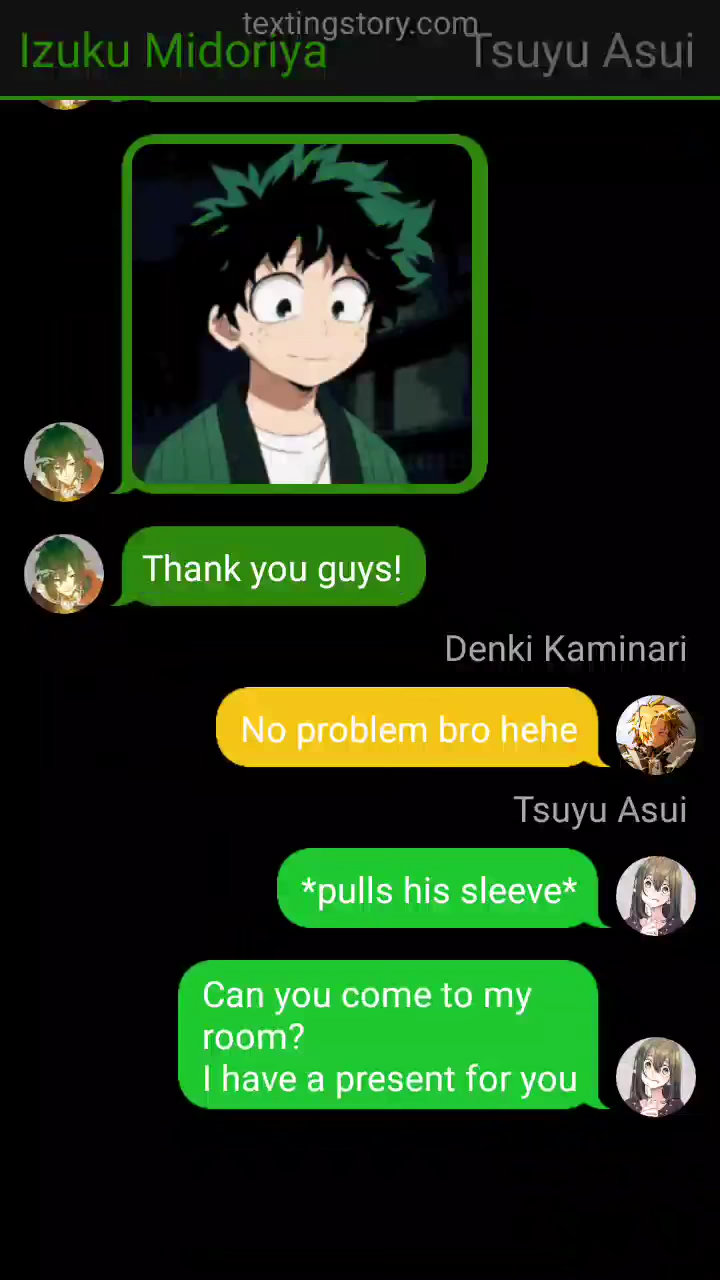 textingstory.com
Izuku Midoriya
Tsuyu Asui
Thank you guys!
Denki Kaminari
No problem bro hehe
Tsuyu Asui
*pulls his sleeve*
Can you come to my
room?
I have a present for you